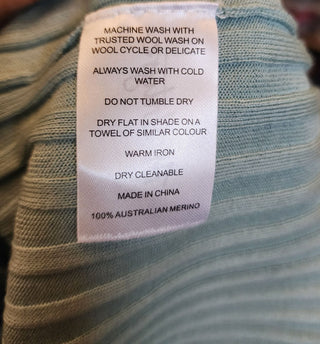 MACHINE WASH WITH
TRUSTED WOOL WASH ON
WOOL CYCLE OR DELICATE
ALWAYS WASH WITH COLD
WATER
DO NOT TUMBLE DRY
DRY FLAT IN SHADE ON A
TOWEL OF SIMILAR COLOUR
WARM IRON
DRY CLEANABLE
MADE IN CHINA
100% AUSTRALIAN MERINO